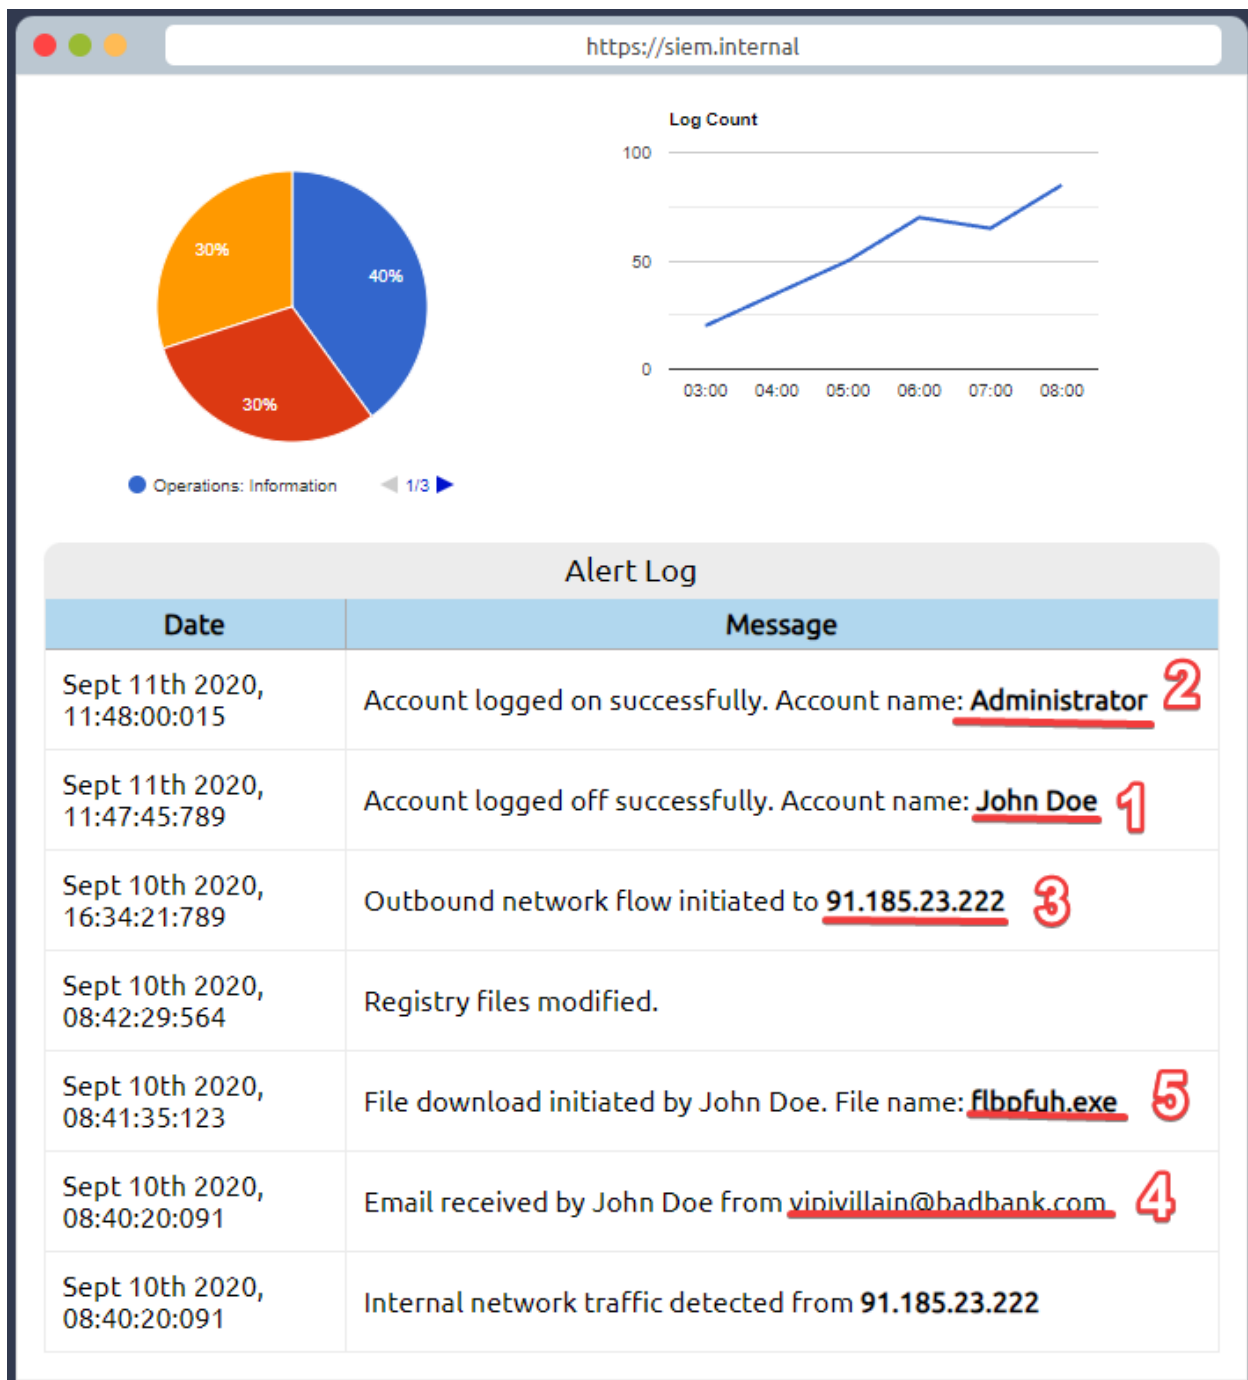 https://siem.internal
Log Count
100
50
0
03:00 04:00 05:00 06:00 07:00 08:00
30%
40%
30%
Operations: Information 1/3
Alert Log
Date Message
Sept 11th 2020,
11:48:00:015
Account logged on successfully. Account name: Administrator 2
Sept 11th 2020,
11:47:45:789
Account logged off successfully. Account name: John Doe 1
Sept 10th 2020,
16:34:21:789
Outbound network flow initiated to 91.185.23.222 3
Sept 10th 2020,
08:42:29:564
Registry files modified.
Sept 10th 2020,
08:41:35:123
File download initiated by John Doe. File name: flbpfuh.exe 5
Sept 10th 2020,
08:40:20:091
Email received by John Doe from vipivillain@badbank.com 4
Sept 10th 2020,
08:40:20:091
Internal network traffic detected from 91.185.23.222